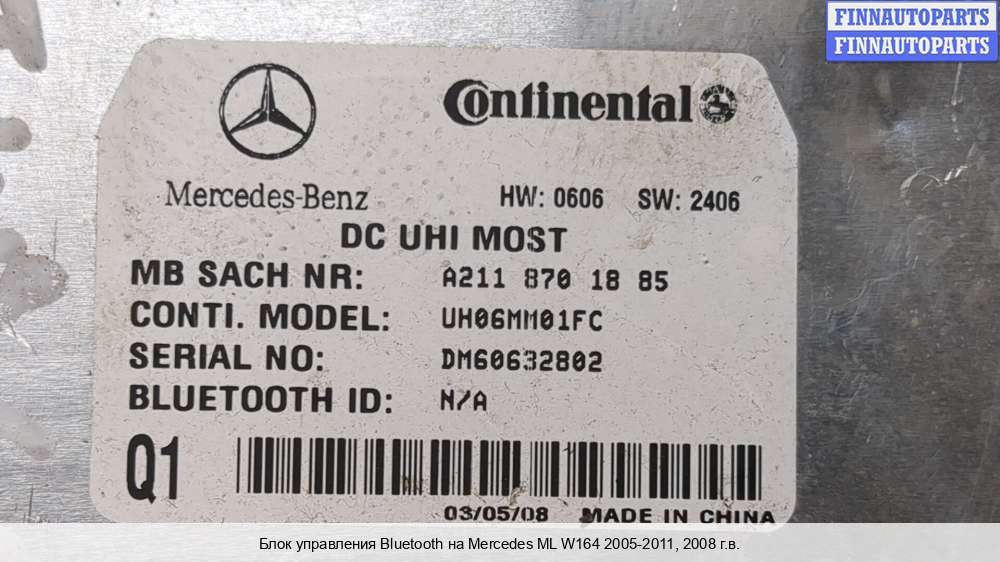 FINNAUTOPARTS
FINNAUTOPARTS
Continental
Mercedes-Benz HW: 0606 SW: 2406
DC UHI MOST
MB SACH NR: A211 870 18 85
CONTI. MODEL: UH06MM01FC
SERIAL NO: DM60632802
BLUETOOTH ID: N/A
Q1
03/05/08 MADE IN CHINA
Блок управления Bluetooth на Mercedes ML W164 2005-2011, 2008 г.в.